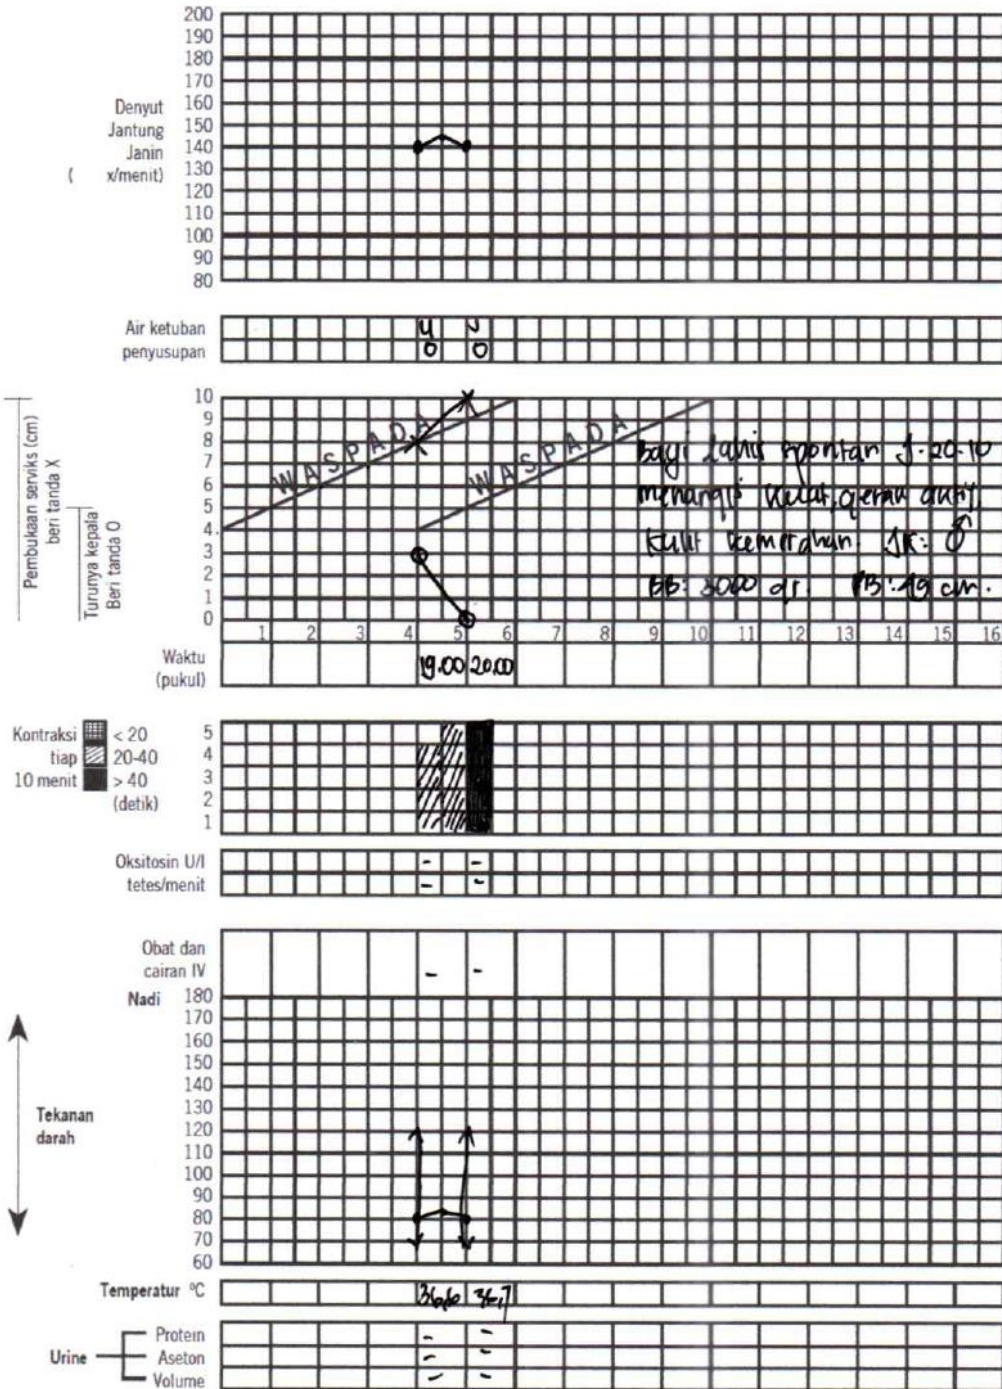 200
190
180
170
160
150
140
130
120
110
100
90
80
Denyut
Jantung
Janin
( x/menit)
Air ketuban
penyusupan
U
0 0
Pembukaan serviks (cm)
beri tanda X
Turunya kepala
Beri tanda O
10
9
8
7
6
5
4
3
2
1
0
WASPADA
WASPADA
Bayi Lahir spontan J. 20.10
menangis kuat, gerak aktif,
kulit kemerahan. JK: ♂
BB: 3000 gr. PB: 49 cm.
1 2 3 4 5 6 7 8 9 10 11 12 13 14 15 16
Waktu
(pukul)
19.00 20.00
Kontraksi
tiap
10 menit
< 20
20-40
> 40
(detik)
5
4
3
2
1
Oksitosin U/I
tetes/menit
- -
- -
Obat dan
cairan IV
- -
Nadi
180
170
160
150
140
130
120
110
100
90
80
70
60
Tekanan
darah
Temperatur ºC
36,6 36,7
Urine
Protein
Aseton
Volume
- -
- -
- -